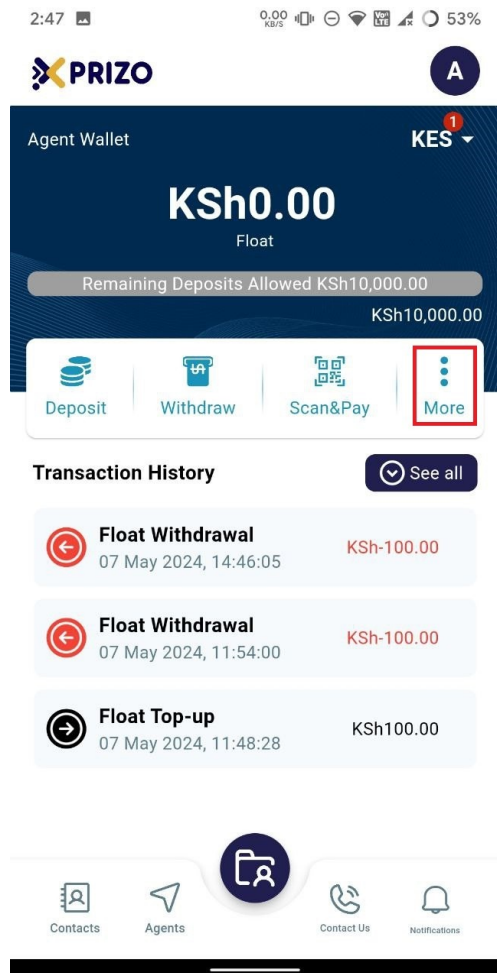 2:47 0.00 KB/S Vo LTE 53%
XPRIZO
A
Agent Wallet
KES 1
KSh0.00
Float
Remaining Deposits Allowed KSh10,000.00
KSh10,000.00
Deposit Withdraw Scan&Pay More
Transaction History See all
Float Withdrawal
07 May 2024, 14:46:05
KSh-100.00
Float Withdrawal
07 May 2024, 11:54:00
KSh-100.00
Float Top-up
07 May 2024, 11:48:28
KSh100.00
Contacts Agents Contact Us Notifications